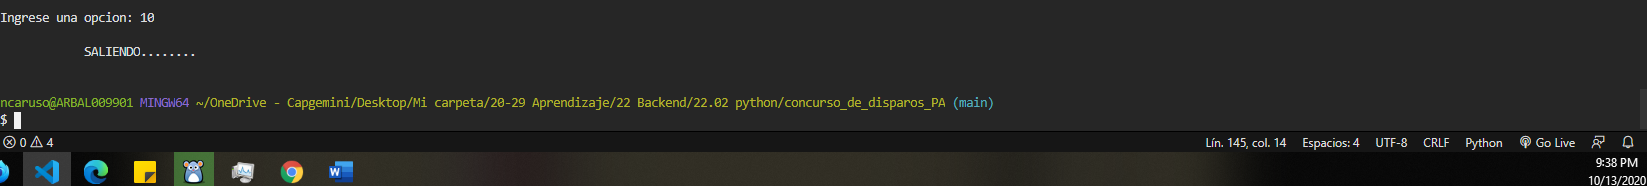 Ingrese una opcion: 10
SALIENDO........
ncaruso@ARBAL009901 MINGW64 ~/OneDrive - Capgemini/Desktop/Mi carpeta/20-29 Aprendizaje/22 Backend/22.02 python/concurso_de_disparos_PA (main)
$
0 4 Lín. 145, col. 14 Espacios: 4 UTF-8 CRLF Python Go Live
9:38 PM
10/13/2020